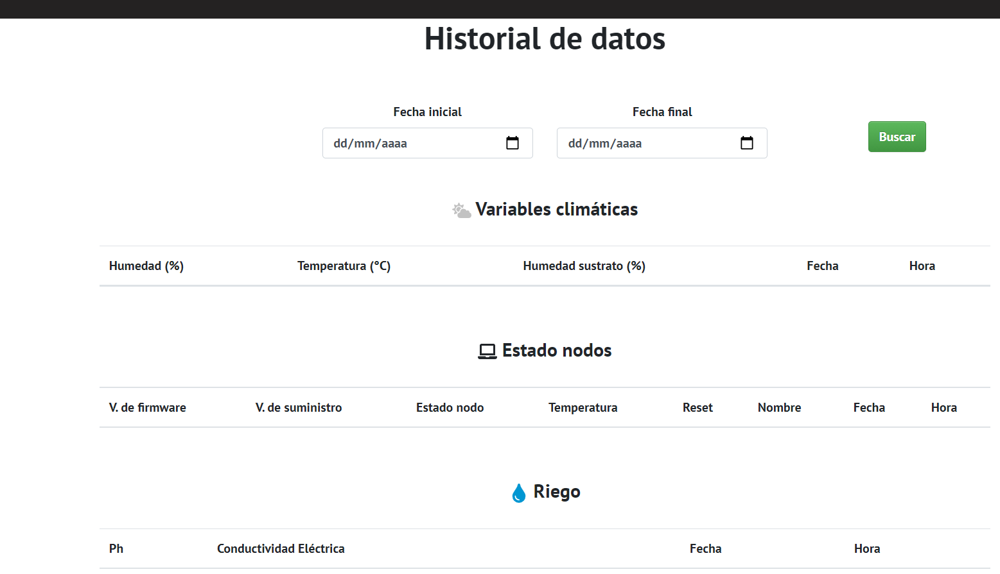 Historial de datos
Fecha inicial Fecha final
dd/mm/aaaa dd/mm/aaaa Buscar
Variables climáticas
Humedad (%) Temperatura (°C) Humedad sustrato (%) Fecha Hora
Estado nodos
V. de firmware V. de suministro Estado nodo Temperatura Reset Nombre Fecha Hora
Riego
Ph Conductividad Eléctrica Fecha Hora